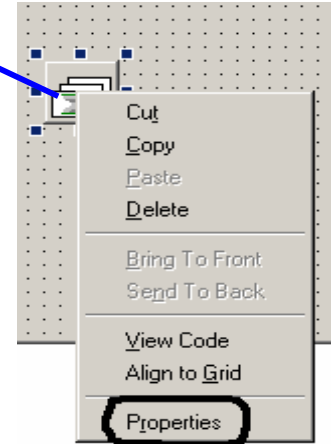 Cut
Copy
Paste
Delete
Bring To Front
Send To Back
View Code
Align to Grid
Properties